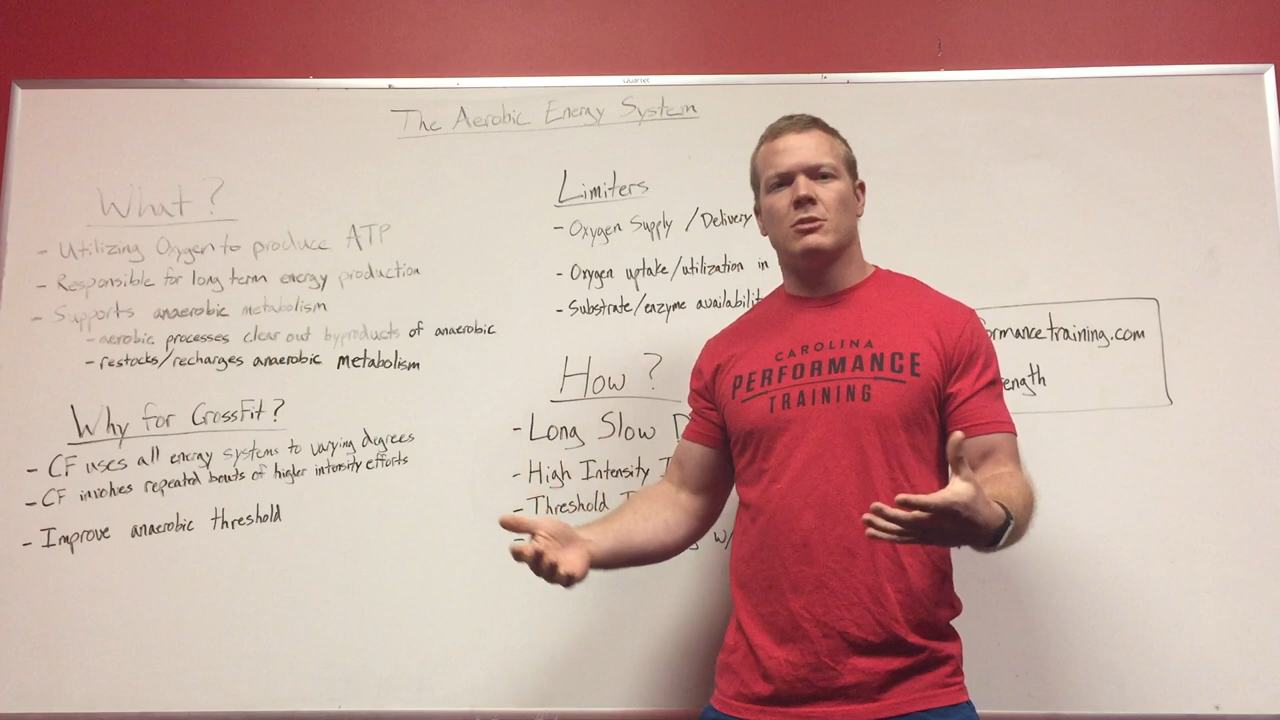 Quartet
The Aerobic Energy System
What?
- Utilizing Oxygen to produce ATP
- Responsible for long term energy production
- Supports anaerobic metabolism
- aerobic processes clear out byproducts of anaerobic
- restocks/recharges anaerobic metabolism
Why for CrossFit?
- CF uses all energy systems to varying degrees
- CF involves repeated bouts of higher intensity efforts
- Improve anaerobic threshold
Limiters
- Oxygen Supply / Delivery
- Oxygen uptake/utilization in
- Substrate/enzyme availabilit
How?
- Long Slow D
- High Intensity I
- Threshold
- w/
ormancetraining.com
ength
CAROLINA
PERFORMANCE
TRAINING